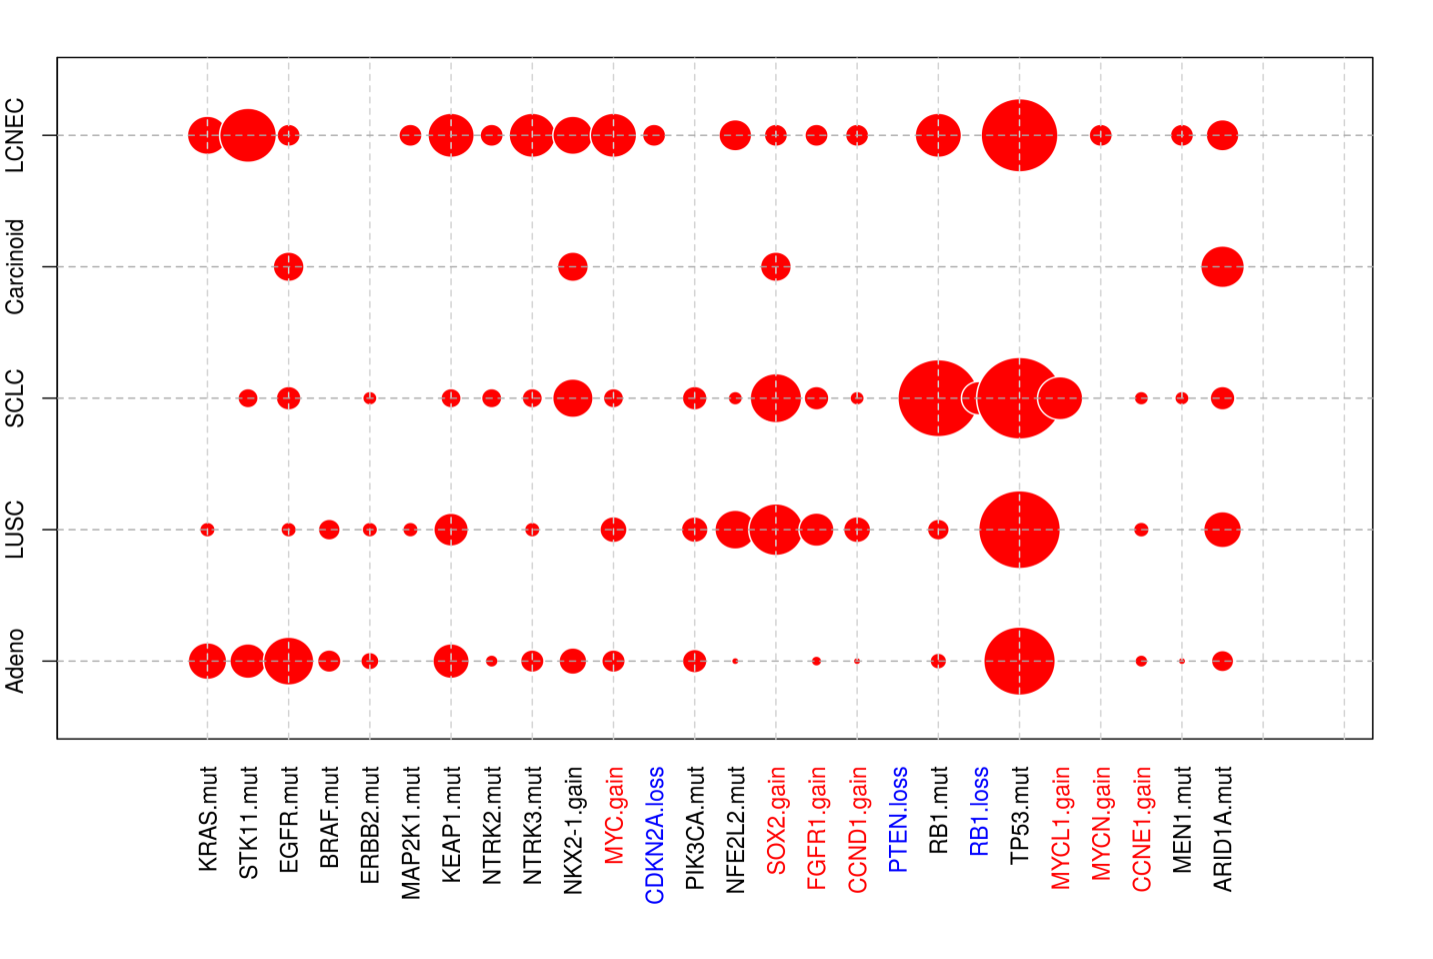 LCNEC
Carcinoid
SCLC
LUSC
Adeno
KRAS.mut
STK11.mut
EGFR.mut
BRAF.mut
ERBB2.mut
MAP2K1.mut
KEAP1.mut
NTRK2.mut
NTRK3.mut
NKX2-1.gain
MYC.gain
CDKN2A.loss
PIK3CA.mut
NFE2L2.mut
SOX2.gain
FGFR1.gain
CCND1.gain
PTEN.loss
RB1.mut
RB1.loss
TP53.mut
MYCL1.gain
MYCN.gain
CCNE1.gain
MEN1.mut
ARID1A.mut